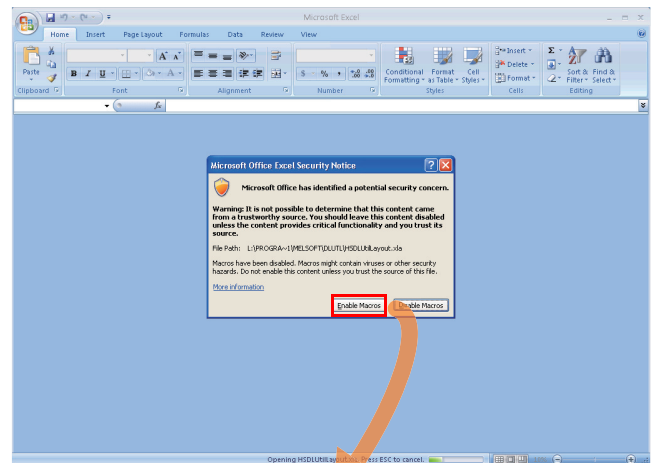 Microsoft Excel
Home Insert Page Layout Formulas Data Review View
Paste
B I U A A
$ % ,
Conditional Formatting
Format as Table
Cell Styles
Insert
Delete
Format
Sort & Filter
Find & Select
Clipboard Font Alignment Number Styles Cells Editing
fx
Microsoft Office Excel Security Notice
Microsoft Office has identified a potential security concern.
Warning: It is not possible to determine that this content came
from a trustworthy source. You should leave this content disabled
unless the content provides critical functionality and you trust its
source.
File Path: L:\PROGRA~1\MELSOFT\DLUTL\HSDLUtilLayout.xla
Macros have been disabled. Macros might contain viruses or other security
hazards. Do not enable this content unless you trust the source of this file.
More information
Enable Macros Disable Macros
Opening HSDLUtilLayout.xla. Press ESC to cancel.